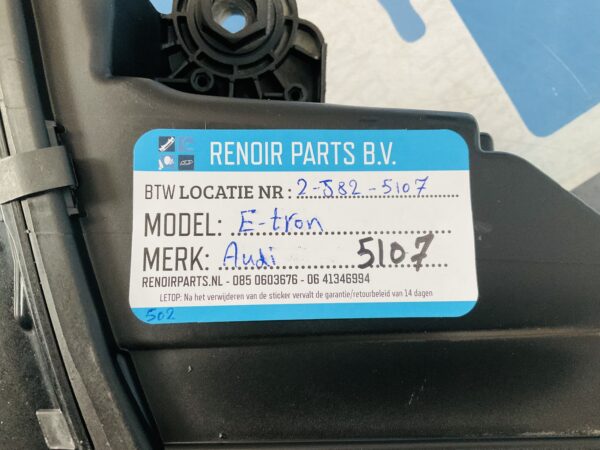 RENOIR PARTS B.V.
BTW LOCATIE NR : 2-J82-5107
MODEL: E-tron
MERK: Audi 5107
RENOIRPARTS.NL - 085 0603676 - 06 41346994
LETOP: Na het verwijderen van de sticker vervalt de garantie/retourbeleid van 14 dagen
502